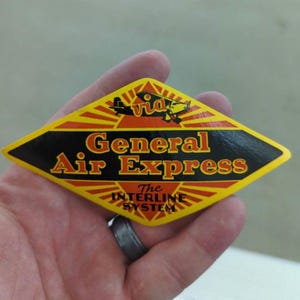 via
General
Air Express
The
INTERLINE
SYSTEM